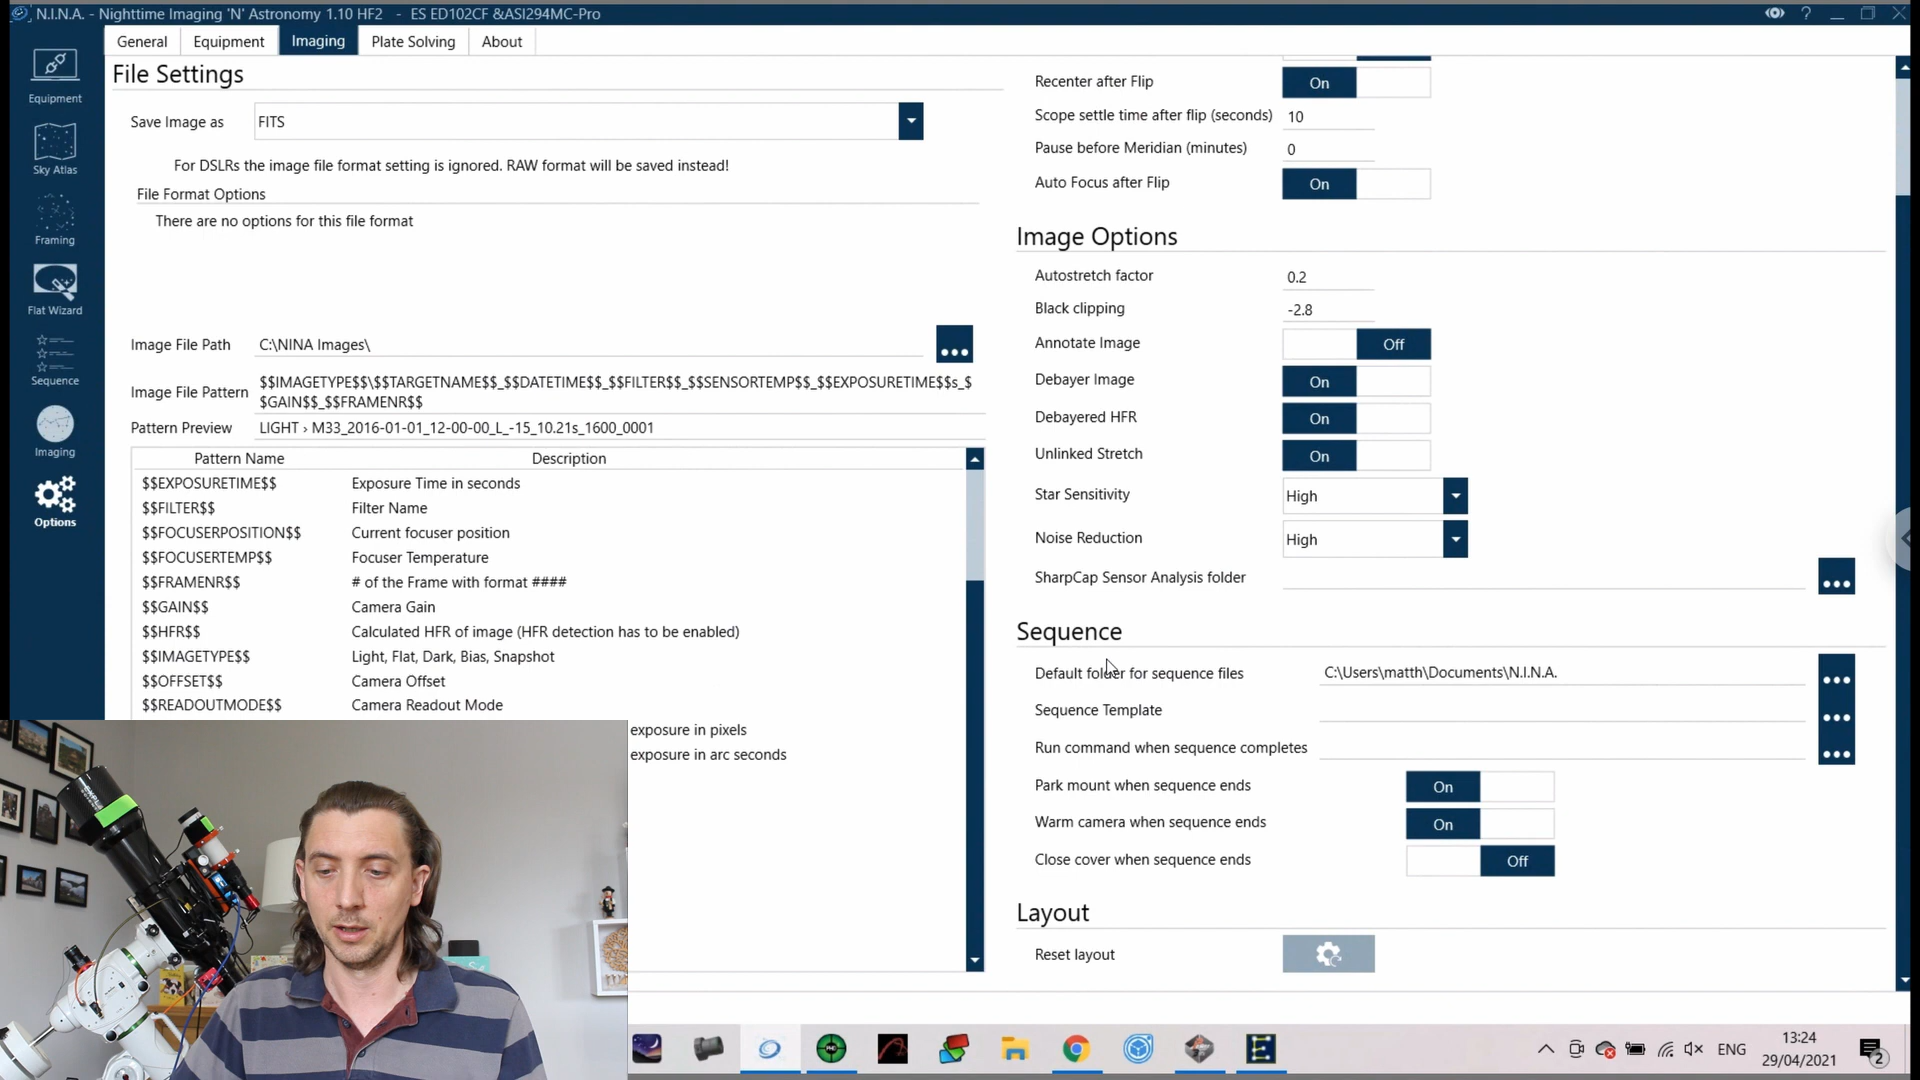 N.I.N.A. - Nighttime Imaging 'N' Astronomy 1.10 HF2 - ES ED102CF &ASI294MC-Pro
General Equipment Imaging Plate Solving About
Equipment
Sky Atlas
Framing
Flat Wizard
Sequence
Imaging
Options
File Settings
Save Image as FITS
For DSLRs the image file format setting is ignored. RAW format will be saved instead!
File Format Options
There are no options for this file format
Image File Path C:\NINA Images\
Image File Pattern $$IMAGETYPE$$\$$TARGETNAME$$_$$DATETIME$$_$$FILTER$$_$$SENSORTEMP$$_$$EXPOSURETIME$$s_$
$GAIN$$_$$FRAMENR$$
Pattern Preview LIGHT › M33_2016-01-01_12-00-00_L_-15_10.21s_1600_0001
Pattern Name Description
$$EXPOSURETIME$$ Exposure Time in seconds
$$FILTER$$ Filter Name
$$FOCUSERPOSITION$$ Current focuser position
$$FOCUSERTEMP$$ Focuser Temperature
$$FRAMENR$$ # of the Frame with format ####
$$GAIN$$ Camera Gain
$$HFR$$ Calculated HFR of image (HFR detection has to be enabled)
$$IMAGETYPE$$ Light, Flat, Dark, Bias, Snapshot
$$OFFSET$$ Camera Offset
$$READOUTMODE$$ Camera Readout Mode
exposure in pixels
exposure in arc seconds
Recenter after Flip On
Scope settle time after flip (seconds) 10
Pause before Meridian (minutes) 0
Auto Focus after Flip On
Image Options
Autostretch factor 0.2
Black clipping -2.8
Annotate Image Off
Debayer Image On
Debayered HFR On
Unlinked Stretch On
Star Sensitivity High
Noise Reduction High
SharpCap Sensor Analysis folder
Sequence
Default folder for sequence files C:\Users\matth\Documents\N.I.N.A.
Sequence Template
Run command when sequence completes
Park mount when sequence ends On
Warm camera when sequence ends On
Close cover when sequence ends Off
Layout
Reset layout
ENG
13:24
29/04/2021
2